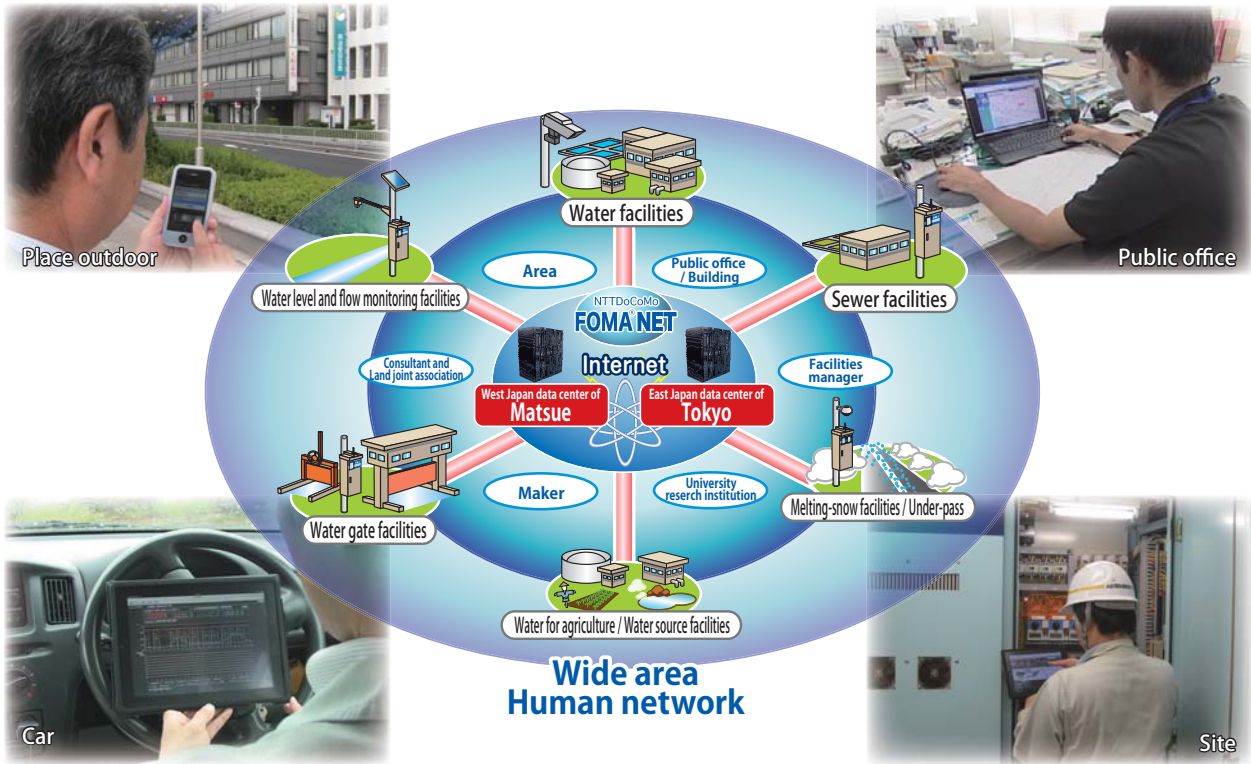 Place outdoor
Public office
Water facilities
Water level and flow monitoring facilities
Sewer facilities
Area
Public office
/ Building
NTTDoCoMo
FOMA® NET
Internet
Consultant and
Land joint association
Facilities
manager
West Japan data center of
Matsue
East Japan data center of
Tokyo
Maker
University
reserch institution
Water gate facilities
Melting-snow facilities / Under-pass
Water for agriculture / Water source facilities
Wide area
Human network
Car
Site